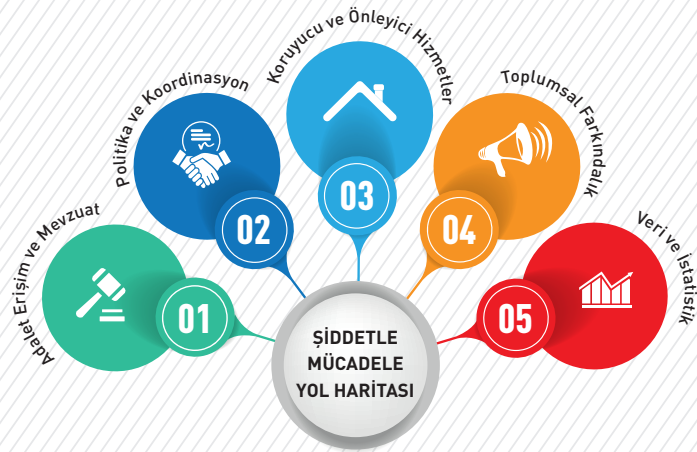 Adalet Erişim ve Mevzuat
01
Politika ve Koordinasyon
02
Koruyucu ve Önleyici Hizmetler
03
Toplumsal Farkındalık
04
Veri ve İstatistik
05
ŞİDDETLE
MÜCADELE
YOL HARİTASI